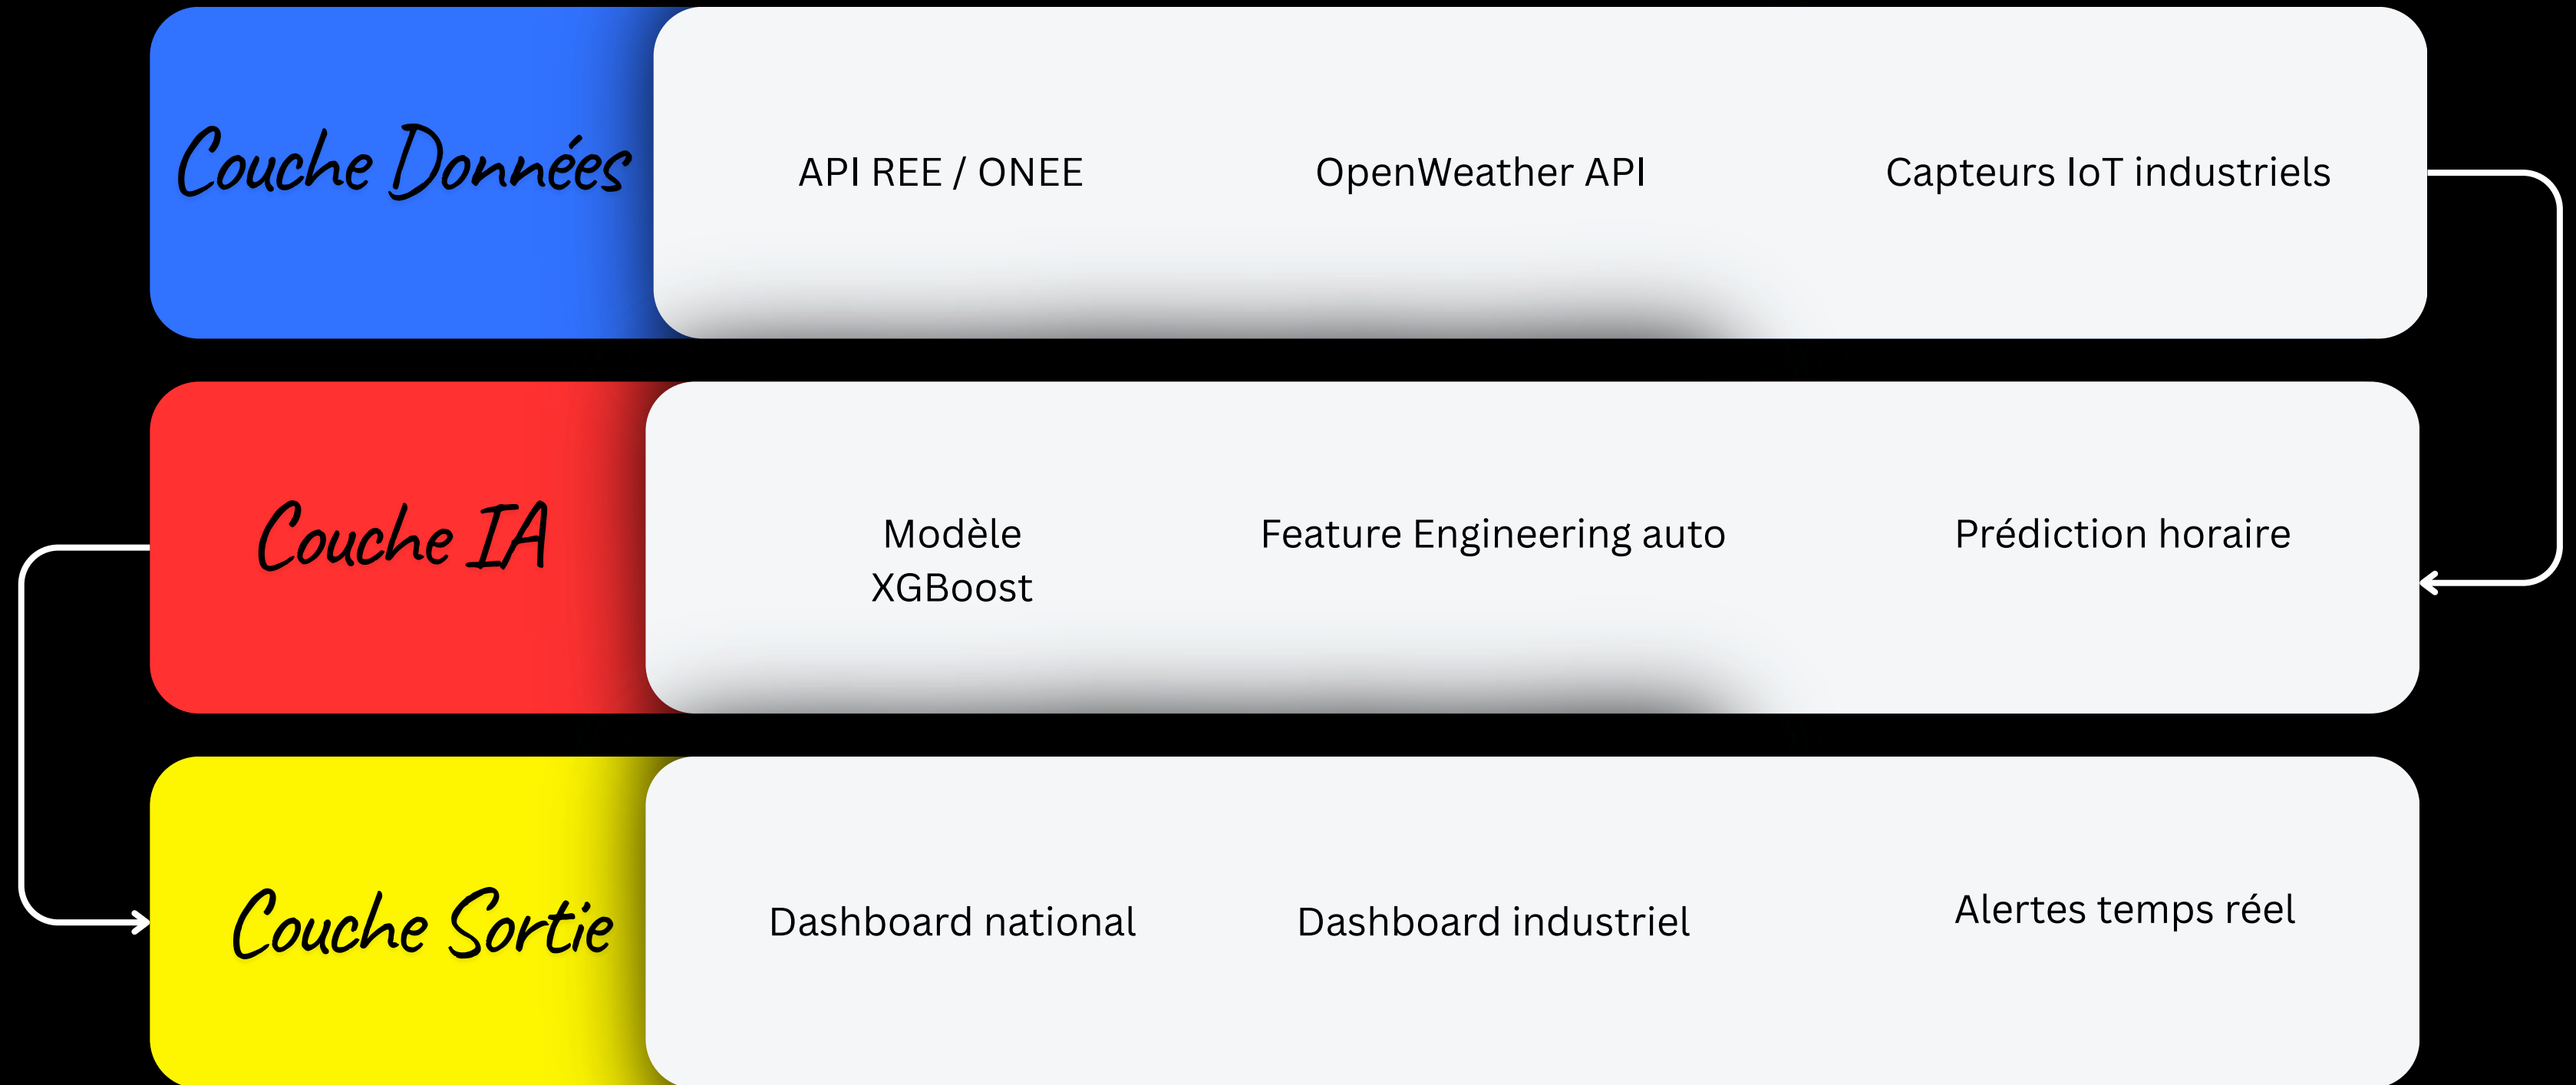 Couche Données
API REE / ONEE
OpenWeather API
Capteurs IoT industriels
Couche IA
Modèle
XGBoost
Feature Engineering auto
Prédiction horaire
Couche Sortie
Dashboard national
Dashboard industriel
Alertes temps réel